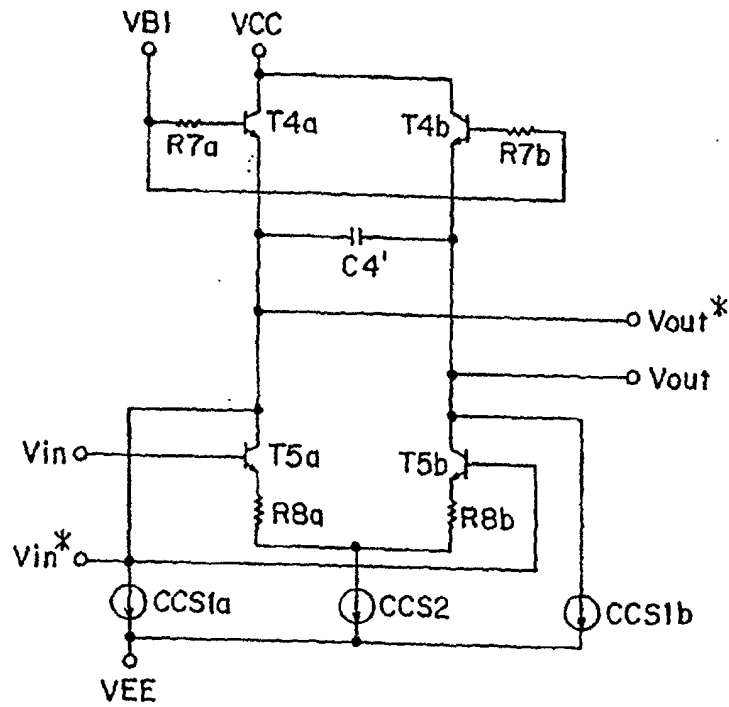 VB1 VCC
T4a T4b
R7a R7b
C4'
Vout*
Vout
Vin T5a T5b
R8a R8b
Vin*
CCS1a CCS2 CCS1b
VEE